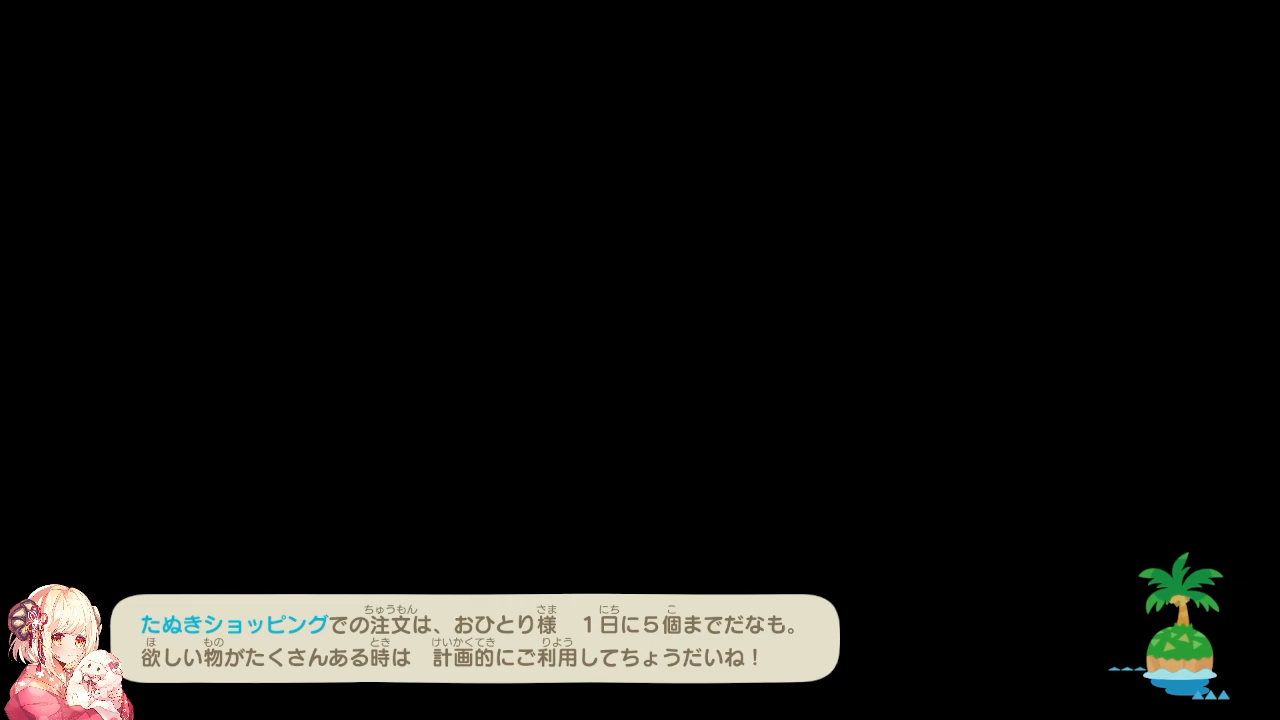 たぬきショッピングでの注文は、おひとり様　1日に5個までだなも。
欲しい物がたくさんある時は　計画的にご利用してちょうだいね！